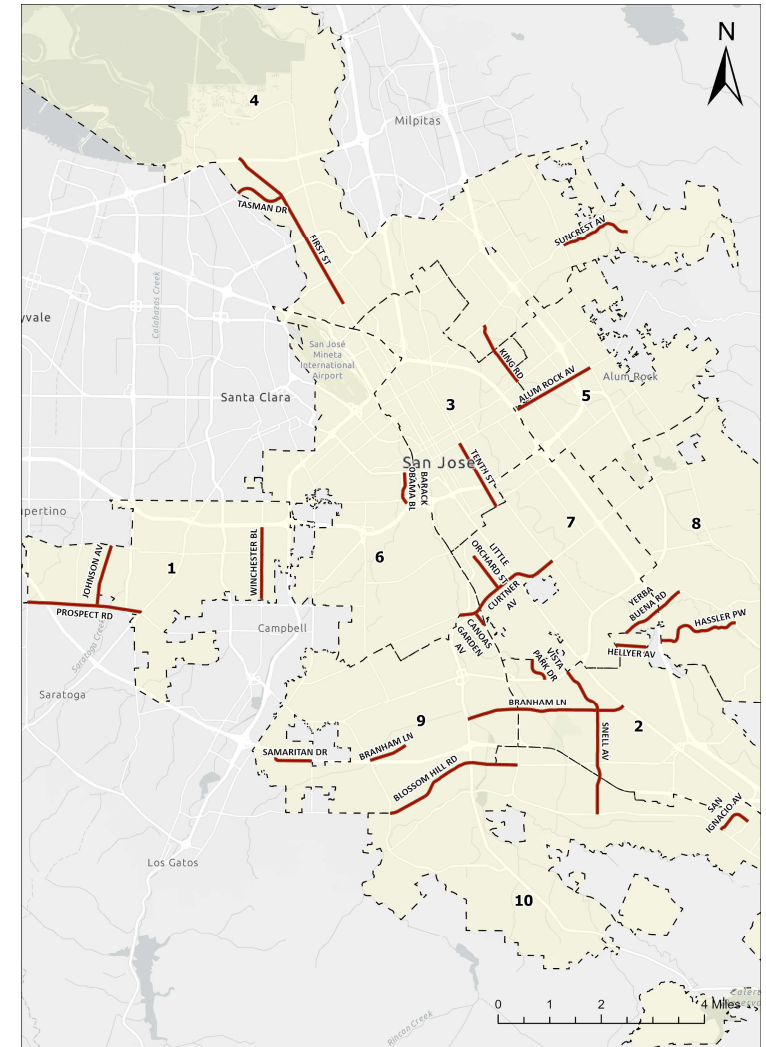 N
4
Milpitas
TASMAN DR
FIRST ST
SUNCREST AV
Calabazas Creek
yvale
San José
Mineta
International
Airport
KING RD
ALUM ROCK AV
Alum Rock
5
Santa Clara
3
San Jose
TENTH ST
BARACK
OBAMA BL
upertino
7
8
1
6
WINCHESTER BL
JOHNSON AV
PROSPECT RD
LITTLE
ORCHARD ST
CURTNER
AV
YERBA
BUENA RD
HASSLER PW
Campbell
CANOAS
GARDEN
AV
HELLYER AV
Saratoga Creek
VISTA
PARK DR
Saratoga
BRANHAM LN
9
2
SNELL AV
SAMARITAN DR
BRANHAM LN
BLOSSOM HILL RD
SAN
IGNACIO AV
Los Gatos
10
0 1 2 4 Miles
Rincon Creek